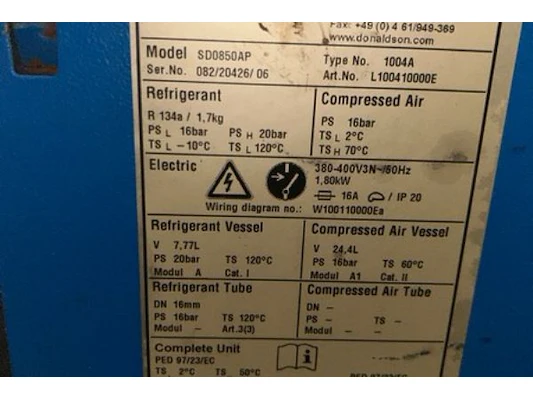 Fax: +49 (0) 4 61/949-369
www.donaldson.com
Model SD0850AP Type No. 1004A
Ser.No. 082/20426/06 Art.No. L100410000E
Refrigerant Compressed Air
R 134a / 1,7kg PS 16bar
PS L 16bar PS H 20bar TS L 2°C
TS L -10°C TS L 120°C TS H 70°C
Electric 380-400V3N~/50Hz
1,80kW
16A / IP 20
Wiring diagram no.: W100110000Ea
Refrigerant Vessel Compressed Air Vessel
V 7,77L V 24,4L
PS 20bar TS 120°C PS 16bar TS 60°C
Modul A Cat. I Modul A1 Cat. II
Refrigerant Tube Compressed Air Tube
DN 16mm DN -
PS 16bar TS 120°C PS - TS -
Modul - Art.3(3) Modul -
Complete Unit
PED 97/23/EC
TS 2°C TS 50°C PED 97/23/EC